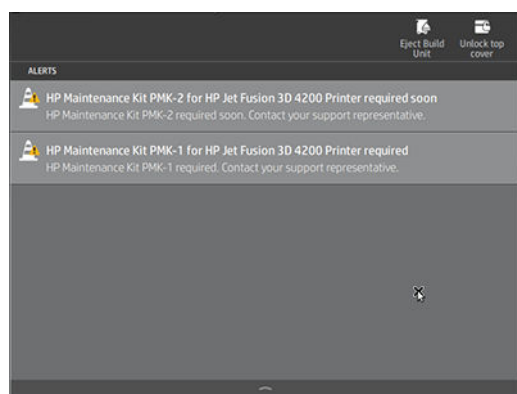 Eject Build
Unit
Unlock top
cover
ALERTS
HP Maintenance Kit PMK-2 for HP Jet Fusion 3D 4200 Printer required soon
HP Maintenance Kit PMK-2 required soon. Contact your support representative.
HP Maintenance Kit PMK-1 for HP Jet Fusion 3D 4200 Printer required
HP Maintenance Kit PMK-1 required. Contact your support representative.